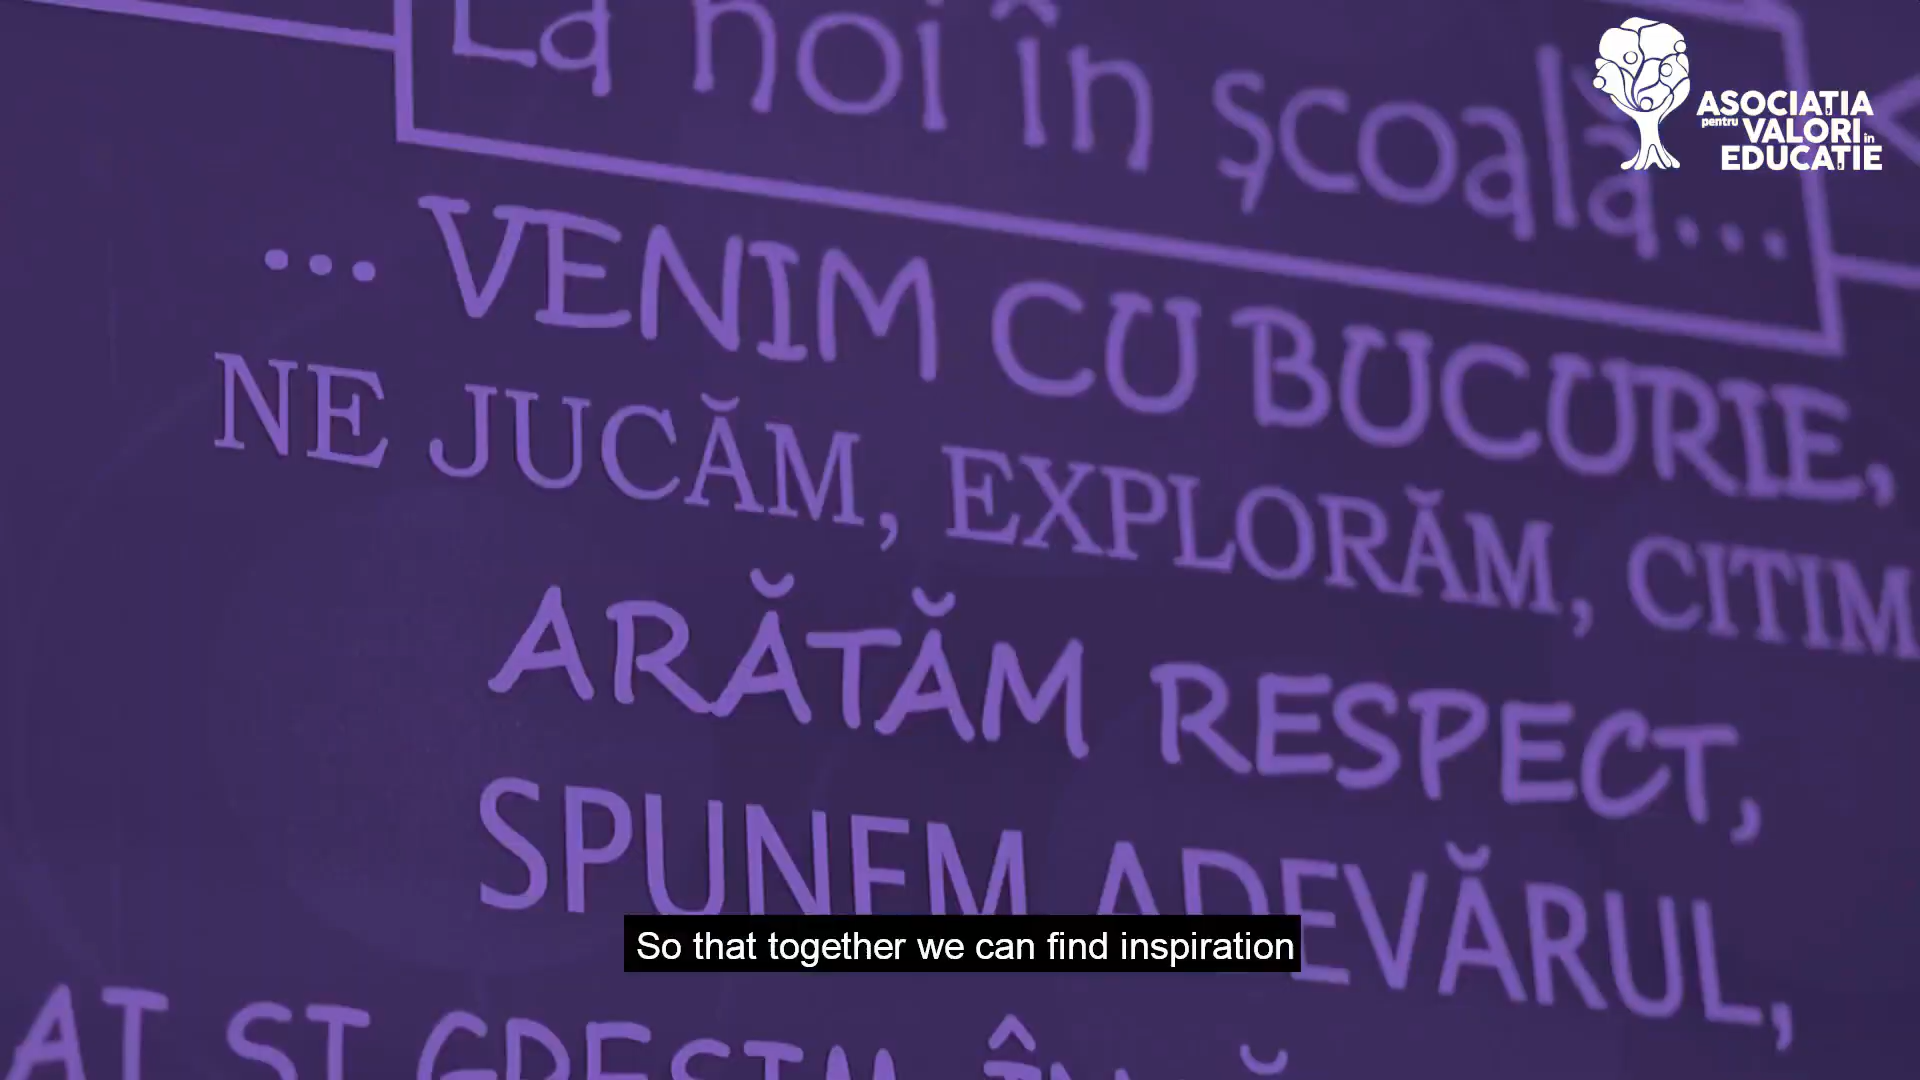 La noi în școală...
ASOCIAȚIA
pentru VALORI în
EDUCAȚIE
... VENIM CU BUCURIE,
NE JUCĂM, EXPLORĂM, CITIM
ARĂTĂM RESPECT,
SPUNEM ADEVĂRUL,
So that together we can find inspiration